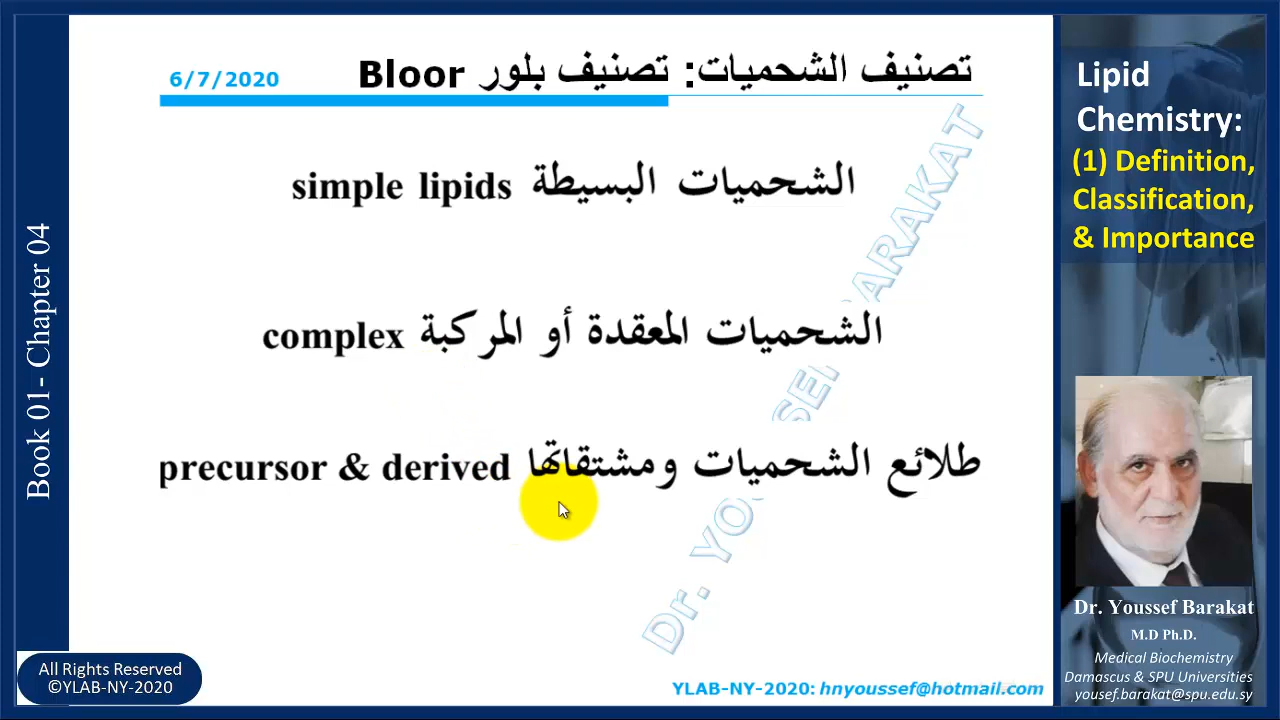 تصنيف الشحميات: تصنيف بلور Bloor
6/7/2020
الشحميات البسيطة simple lipids
الشحميات المعقدة أو المركبة complex
طلائع الشحميات ومشتقاتها precursor & derived
Dr. YOUSSEF BARAKAT
YLAB-NY-2020: hnyoussef@hotmail.com
Book 01- Chapter 04
All Rights Reserved
©YLAB-NY-2020
Lipid
Chemistry:
(1) Definition,
Classification,
& Importance
Dr. Youssef Barakat
M.D Ph.D.
Medical Biochemistry
Damascus & SPU Universities
yousef.barakat@spu.edu.sy